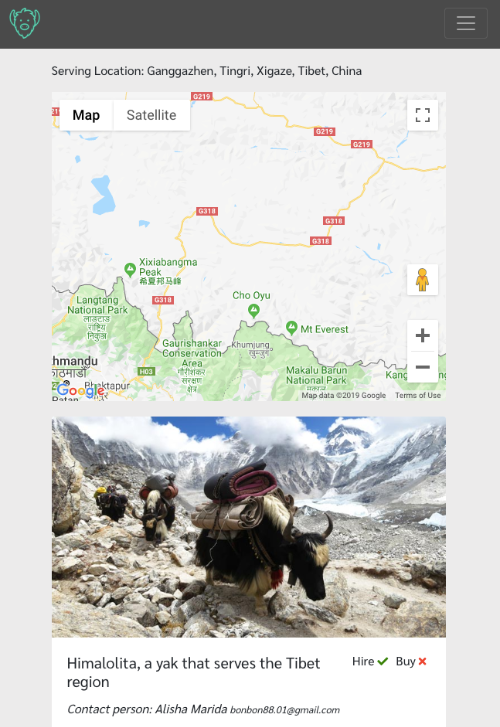 Serving Location: Ganggazhen, Tingri, Xigaze, Tibet, China
G219
Map Satellite
G219
G219
G219
G318
G318
G318
Xixiabangma
Peak
希夏邦马峰
G318
Langtang
National Park
लाङटाङ
राष्ट्रिय
निकुञ्ज
Cho Oyu
Mt Everest
Gaurishankar
Conservation
Area
गौरीशंकर
संरक्षण
क्षेत्र
Khumjung
खुम्जुङ
Makalu Barun
National Park
hmandu
H03
Bhaktapur
Patan
Google
Map data ©2019 Google Terms of Use
Himalolita, a yak that serves the Tibet
region
Hire Buy
Contact person: Alisha Marida bonbon88.01@gmail.com